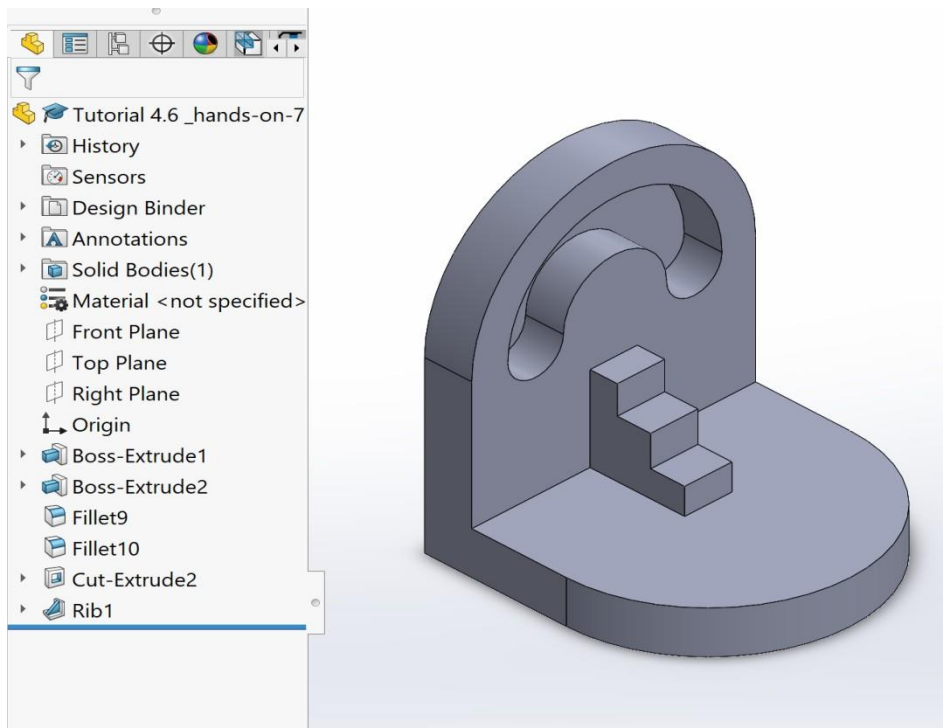 Tutorial 4.6 _hands-on-7
History
Sensors
Design Binder
Annotations
Solid Bodies(1)
Material <not specified>
Front Plane
Top Plane
Right Plane
Origin
Boss-Extrude1
Boss-Extrude2
Fillet9
Fillet10
Cut-Extrude2
Rib1